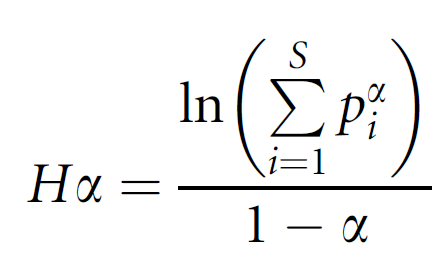 Hα = ln(∑_{i=1}^{S} p_i^α) / (1 − α)